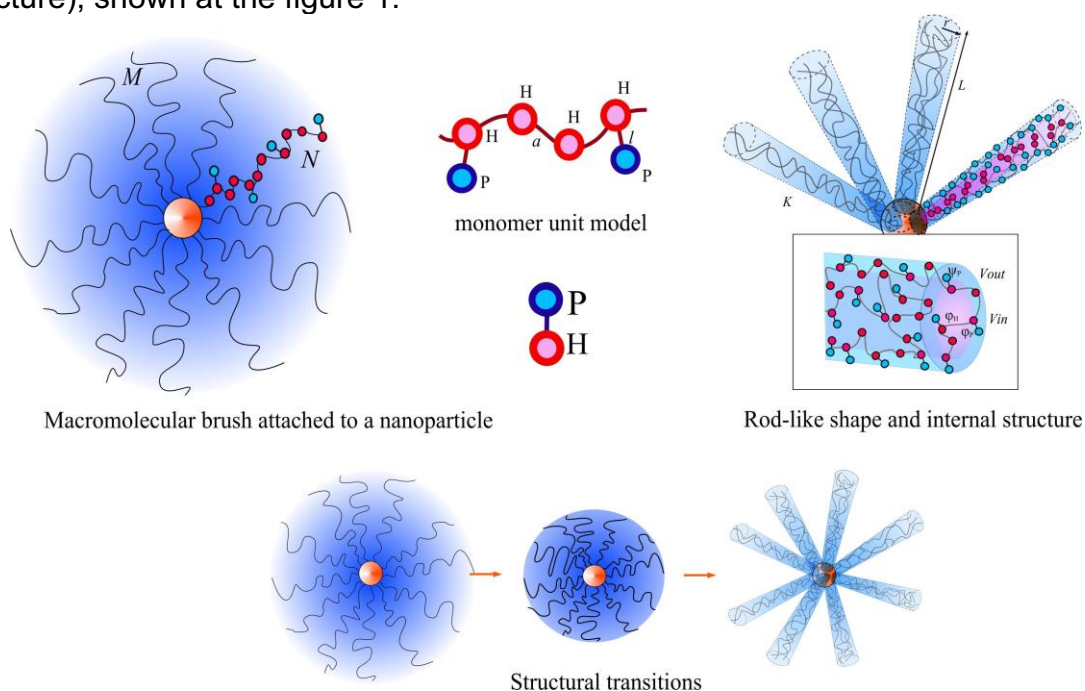 cture), shown at the figure 1.
M
N
H
H
H
H
a
l
P
P
monomer unit model
P
H
r
L
K
ψP
Vout
φH
Vin
φP
Macromolecular brush attached to a nanoparticle
Rod-like shape and internal structure
Structural transitions